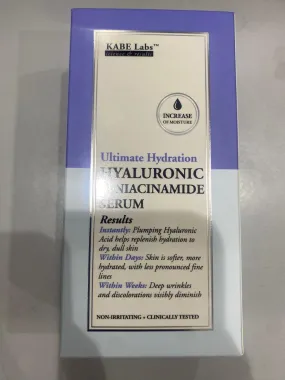 KABE Labs™
science & results
INCREASE
OF MOISTURE
Ultimate Hydration
HYALURONIC
NIACINAMIDE
SERUM
Results
Instantly: Plumping Hyaluronic
Acid helps replenish hydration to
dry, dull skin
Within Days: Skin is softer, more
hydrated, with less pronounced fine
lines
Within Weeks: Deep wrinkles
and discolorations visibly diminish
NON-IRRITATING + CLINICALLY TESTED